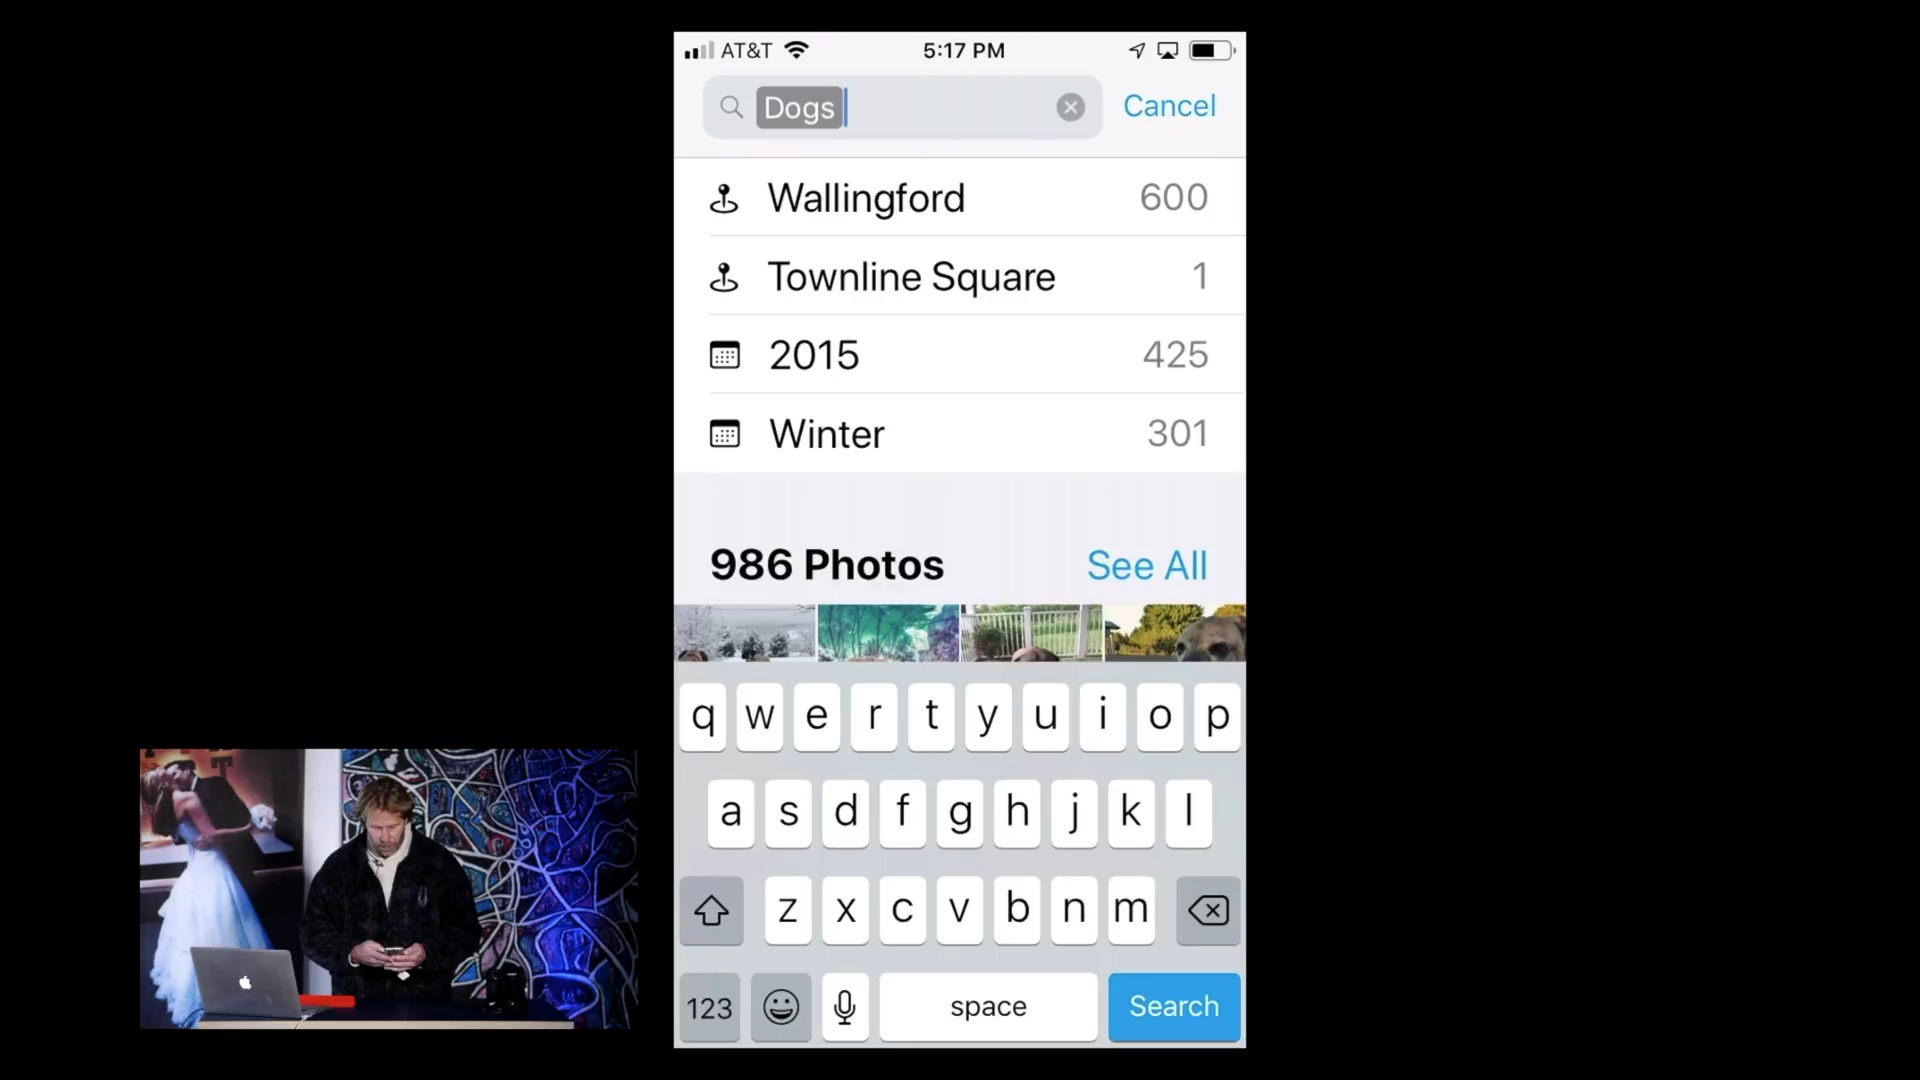 AT&T 5:17 PM
Dogs Cancel
Wallingford 600
Townline Square 1
2015 425
Winter 301
986 Photos See All
q w e r t y u i o p
a s d f g h j k l
z x c v b n m
123 space Search